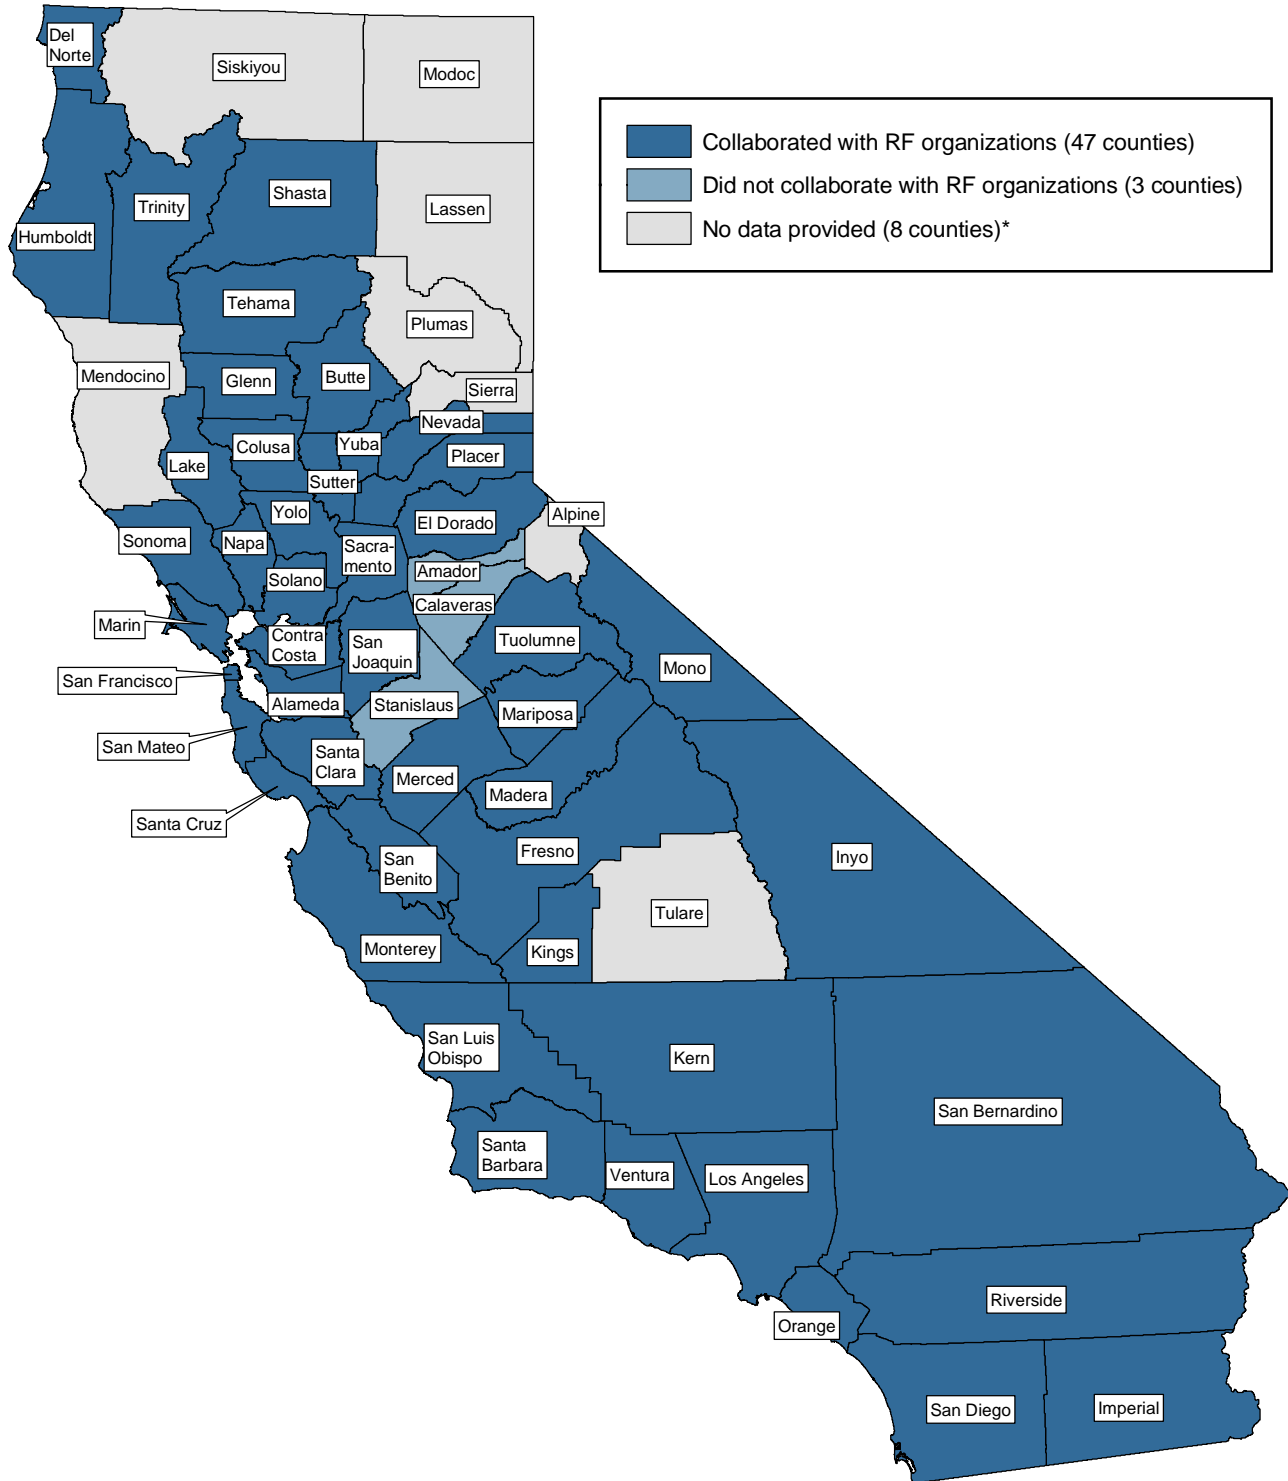 Del
Norte
Siskiyou
Modoc
Collaborated with RF organizations (47 counties)
Did not collaborate with RF organizations (3 counties)
No data provided (8 counties)*
Humboldt
Trinity
Shasta
Lassen
Tehama
Plumas
Mendocino
Glenn
Butte
Sierra
Nevada
Lake
Colusa
Yuba
Placer
Sutter
Yolo
Alpine
Sonoma
Napa
Sacra-
mento
El Dorado
Solano
Amador
Calaveras
Marin
Contra
Costa
San
Joaquin
Tuolumne
Mono
San Francisco
Alameda
Stanislaus
Mariposa
San Mateo
Santa
Clara
Merced
Madera
Santa Cruz
San
Benito
Fresno
Inyo
Tulare
Monterey
Kings
San Luis
Obispo
Kern
San Bernardino
Santa
Barbara
Ventura
Los Angeles
Riverside
Orange
San Diego
Imperial